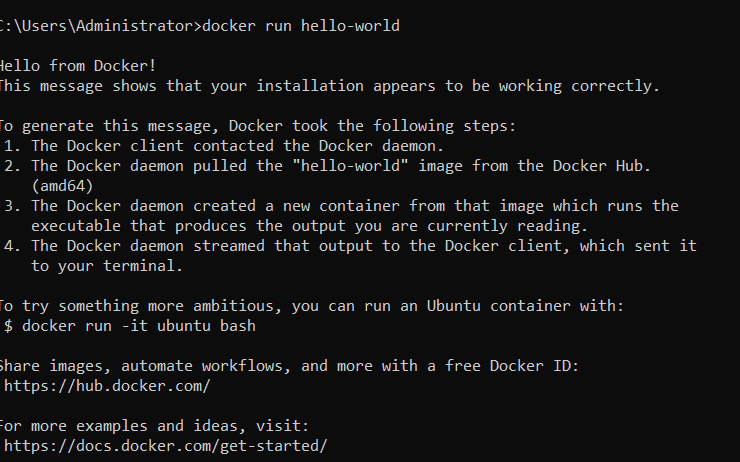 C:\Users\Administrator>docker run hello-world
Hello from Docker!
This message shows that your installation appears to be working correctly.
To generate this message, Docker took the following steps:
1. The Docker client contacted the Docker daemon.
2. The Docker daemon pulled the "hello-world" image from the Docker Hub.
(amd64)
3. The Docker daemon created a new container from that image which runs the
executable that produces the output you are currently reading.
4. The Docker daemon streamed that output to the Docker client, which sent it
to your terminal.
To try something more ambitious, you can run an Ubuntu container with:
$ docker run -it ubuntu bash
Share images, automate workflows, and more with a free Docker ID:
https://hub.docker.com/
For more examples and ideas, visit:
https://docs.docker.com/get-started/